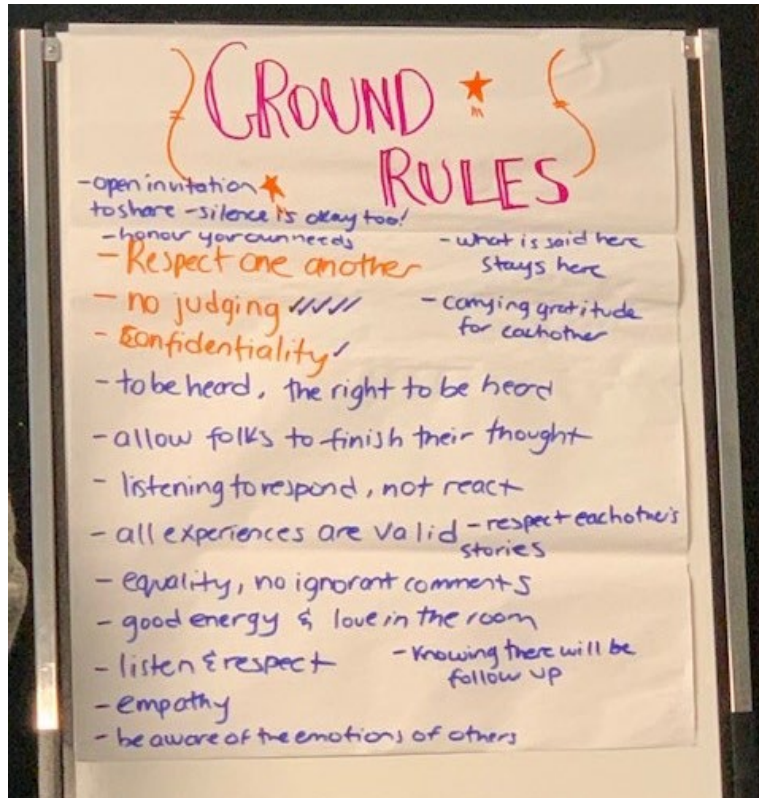 GROUND
RULES
- open invitation
to share - silence is okay too!
- honour your own needs
- what is said here
stays here
- Respect one another
- no judging ✓✓✓✓✓
- carrying gratitude
for eachother
- Confidentiality ✓
- to be heard, the right to be heard
- allow folks to finish their thought
- listening to respond, not react
- all experiences are valid - respect eachother's
stories
- equality, no ignorant comments
- good energy & love in the room
- listen & respect
- Knowing there will be
follow up
- empathy
- be aware of the emotions of others